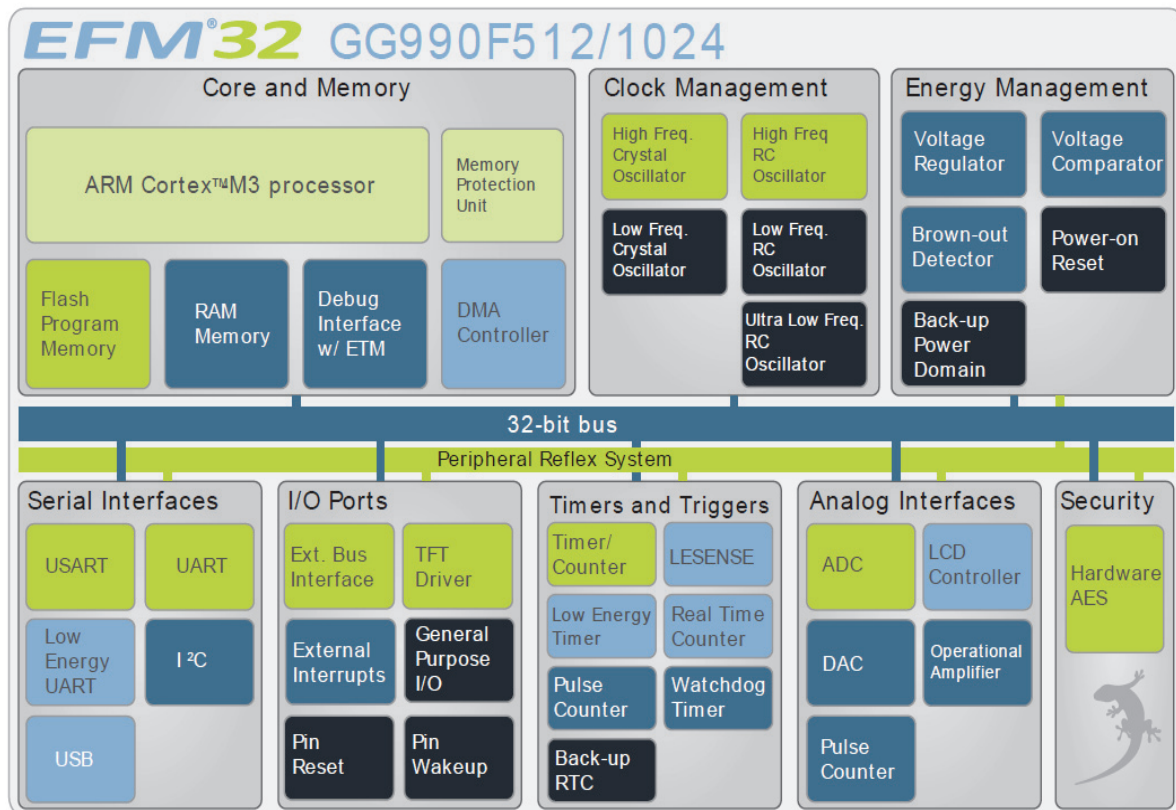 EFM®32 GG990F512/1024
Core and Memory
ARM Cortex™M3 processor
Memory
Protection
Unit
Flash
Program
Memory
RAM
Memory
Debug
Interface
w/ ETM
DMA
Controller
Clock Management
High Freq.
Crystal
Oscillator
High Freq
RC
Oscillator
Low Freq.
Crystal
Oscillator
Low Freq.
RC
Oscillator
Ultra Low Freq.
RC
Oscillator
Energy Management
Voltage
Regulator
Voltage
Comparator
Brown-out
Detector
Power-on
Reset
Back-up
Power
Domain
32-bit bus
Peripheral Reflex System
Serial Interfaces
USART
UART
Low
Energy
UART
I²C
USB
I/O Ports
Ext. Bus
Interface
TFT
Driver
External
Interrupts
General
Purpose
I/O
Pin
Reset
Pin
Wakeup
Timers and Triggers
Timer/
Counter
LESENSE
Low Energy
Timer
Real Time
Counter
Pulse
Counter
Watchdog
Timer
Back-up
RTC
Analog Interfaces
ADC
LCD
Controller
DAC
Operational
Amplifier
Pulse
Counter
Security
Hardware
AES